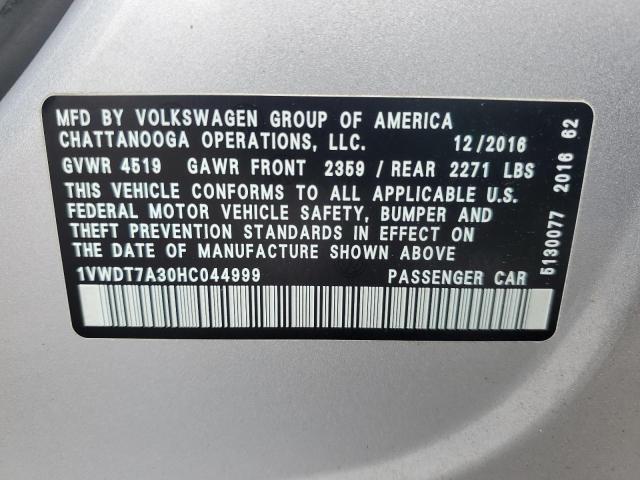 MFD BY VOLKSWAGEN GROUP OF AMERICA
CHATTANOOGA OPERATIONS, LLC. 12/2016
GVWR 4519 GAWR FRONT 2359 / REAR 2271 LBS
THIS VEHICLE CONFORMS TO ALL APPLICABLE U.S.
FEDERAL MOTOR VEHICLE SAFETY, BUMPER AND
THEFT PREVENTION STANDARDS IN EFFECT ON
THE DATE OF MANUFACTURE SHOWN ABOVE
1VWDT7A30HC044999 PASSENGER CAR
5130077 2016 62